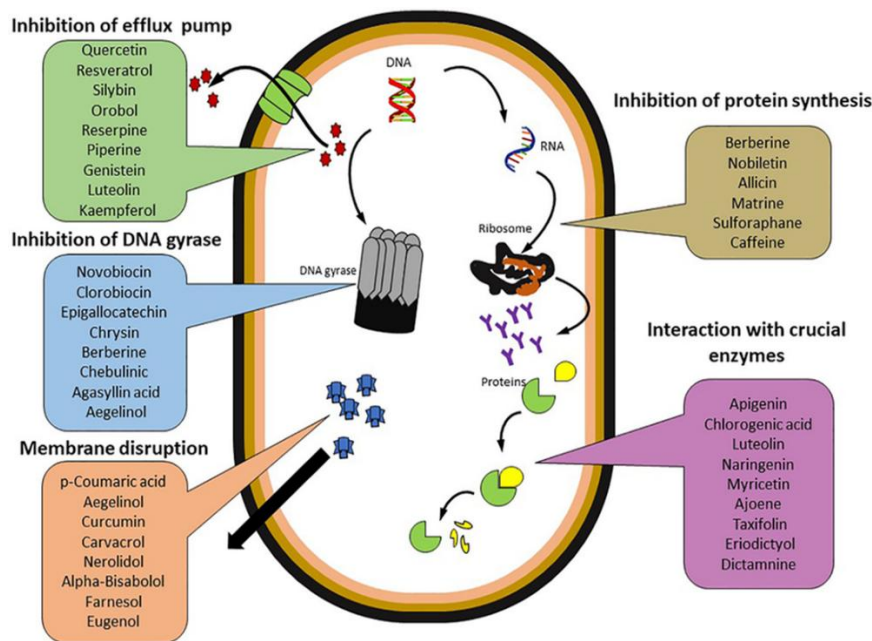 Inhibition of efflux pump
Quercetin
Resveratrol
Silybin
Orobol
Reserpine
Piperine
Genistein
Luteolin
Kaempferol
Inhibition of DNA gyrase
Novobiocin
Clorobiocin
Epigallocatechin
Chrysin
Berberine
Chebulinic
Agasyllin acid
Aegelinol
Membrane disruption
p-Coumaric acid
Aegelinol
Curcumin
Carvacrol
Nerolidol
Alpha-Bisabolol
Farnesol
Eugenol
DNA
RNA
DNA gyrase
Ribosome
Proteins
Inhibition of protein synthesis
Berberine
Nobiletin
Allicin
Matrine
Sulforaphane
Caffeine
Interaction with crucial
enzymes
Apigenin
Chlorogenic acid
Luteolin
Naringenin
Myricetin
Ajoene
Taxifolin
Eriodictyol
Dictamnine